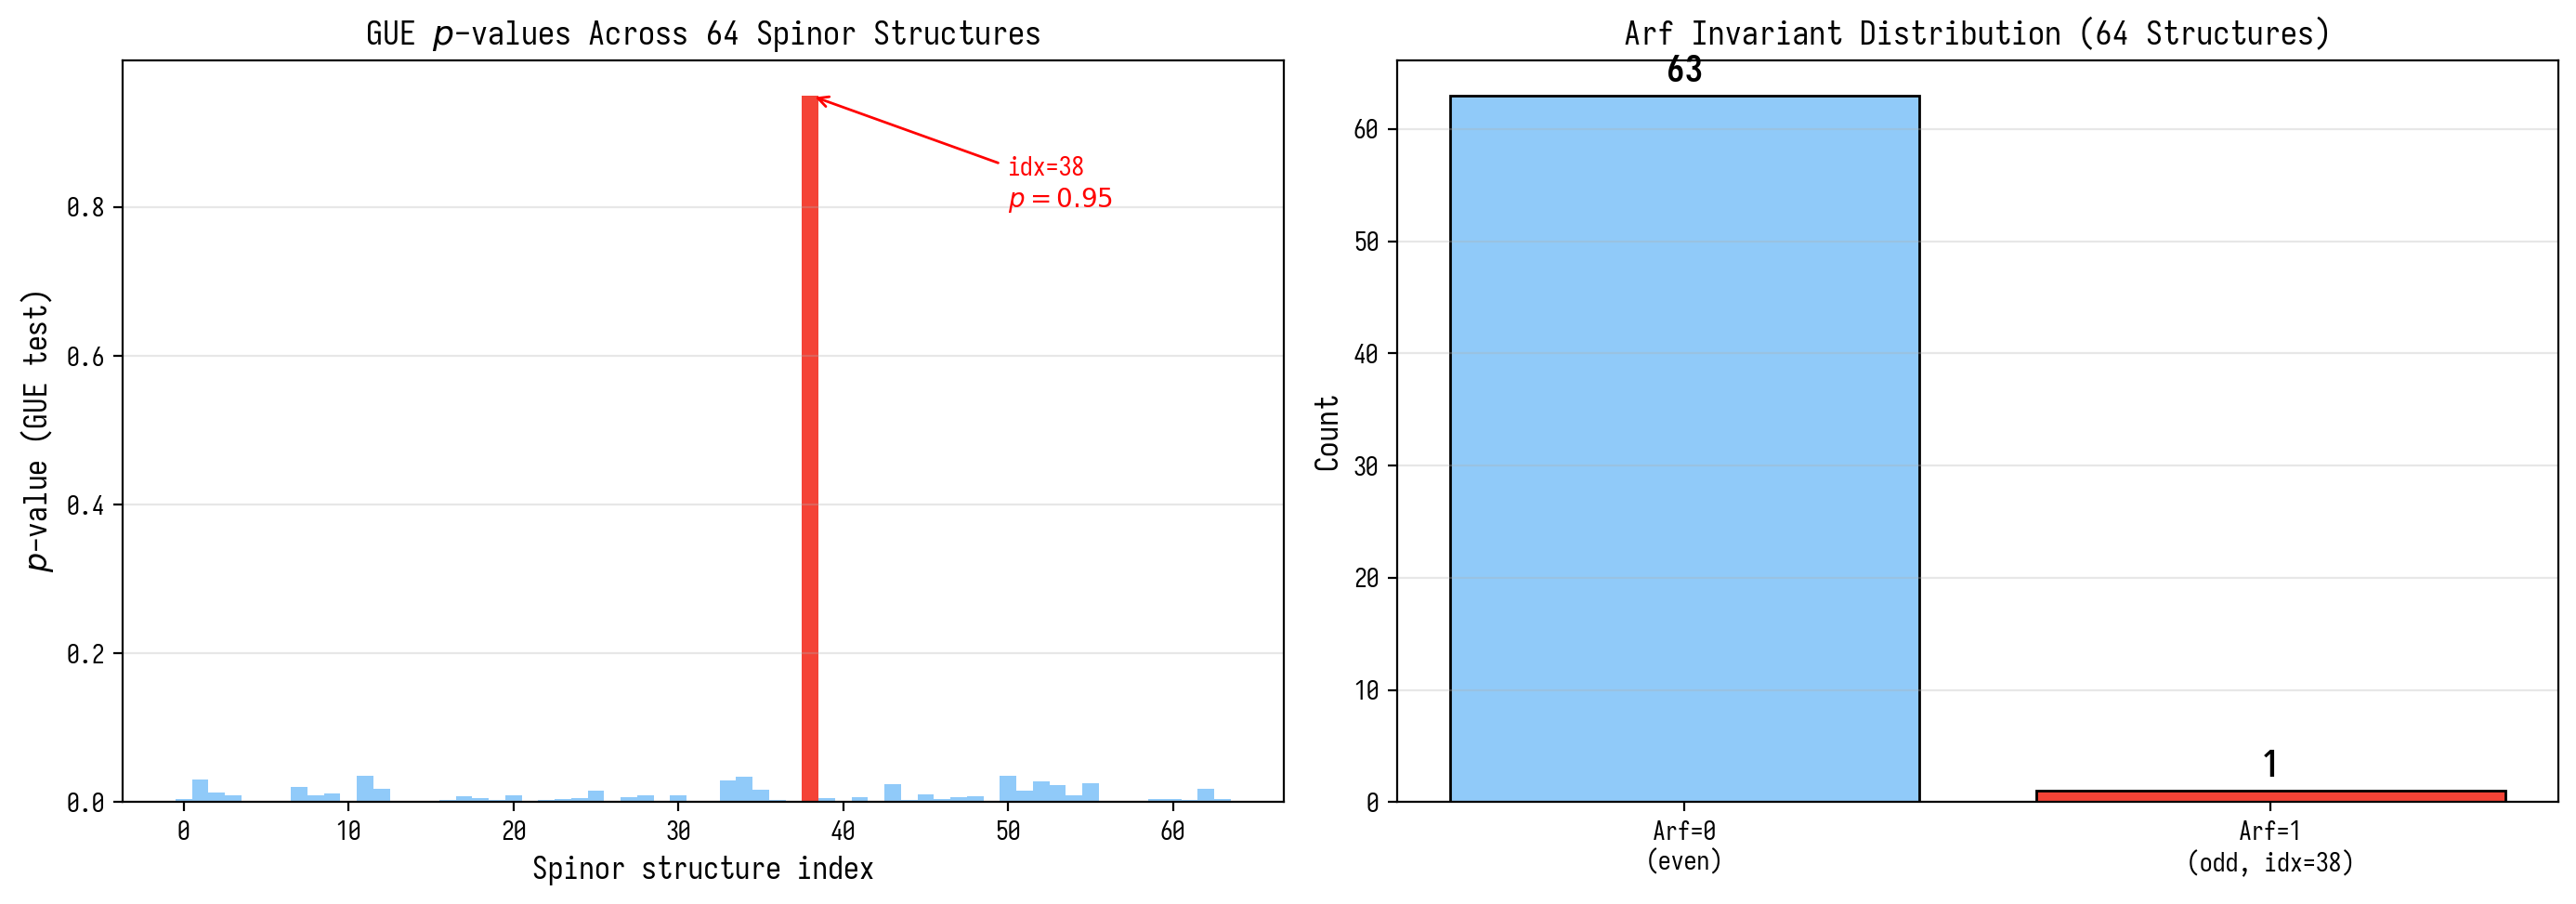 GUE p-values Across 64 Spinor Structures
p-value (GUE test)
0.8
0.6
0.4
0.2
0.0
idx=38
p = 0.95
0 10 20 30 40 50 60
Spinor structure index
Arf Invariant Distribution (64 Structures)
Count
60
50
40
30
20
10
0
63
1
Arf=0
(even)
Arf=1
(odd, idx=38)